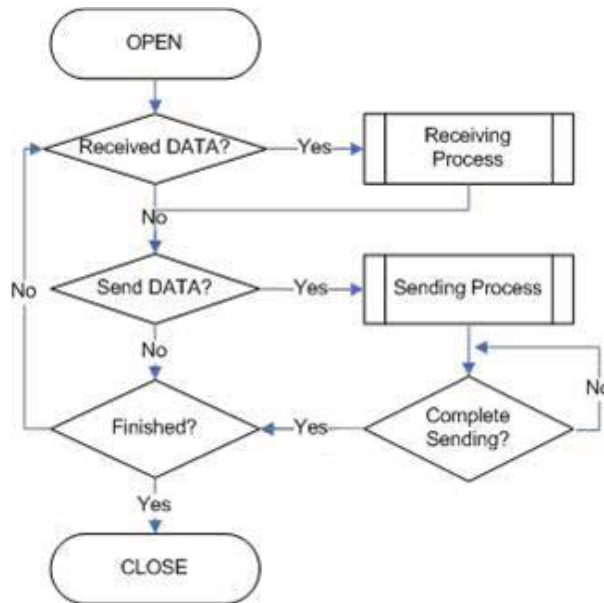 OPEN
Received DATA?
Yes
Receiving
Process
No
Send DATA?
Yes
Sending Process
No
No
No
Finished?
Yes
Complete
Sending?
Yes
CLOSE